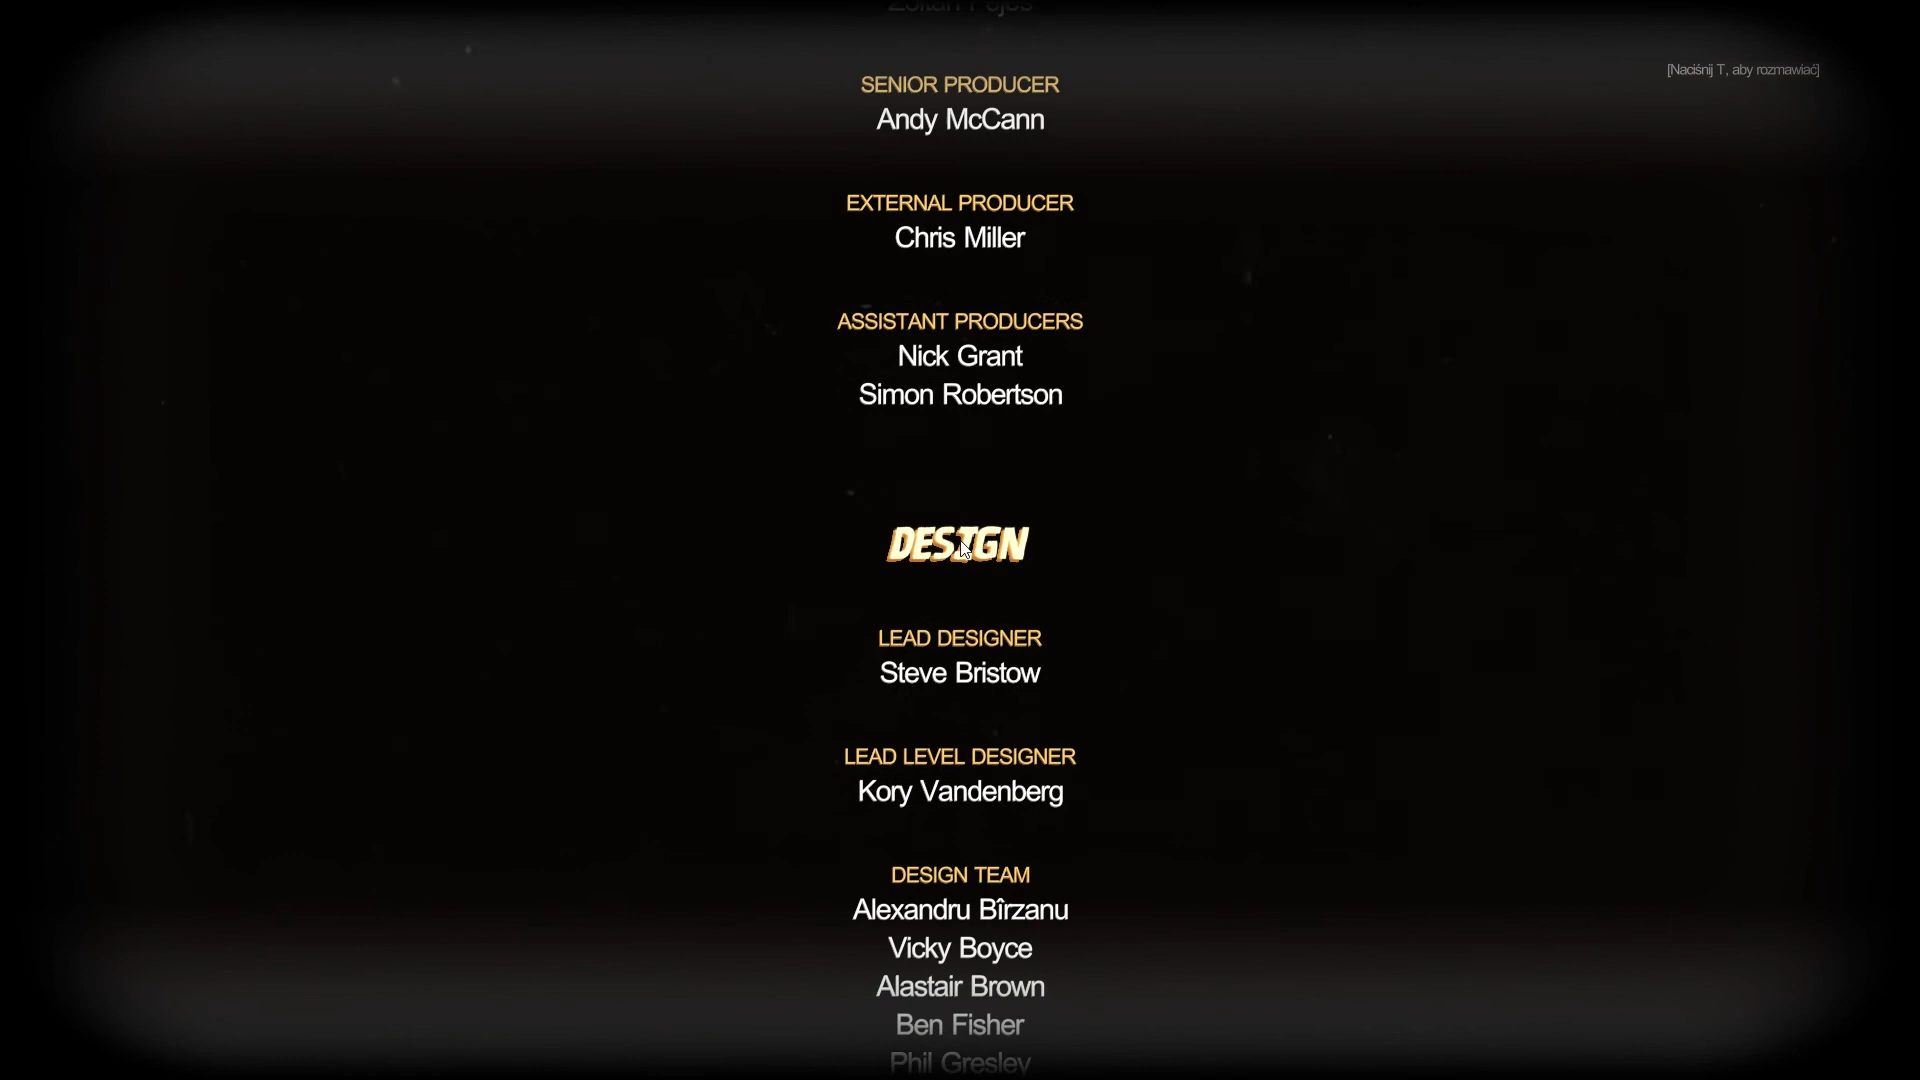 SENIOR PRODUCER
Andy McCann
[Naciśnij T, aby rozmawiać]
EXTERNAL PRODUCER
Chris Miller
ASSISTANT PRODUCERS
Nick Grant
Simon Robertson
DESIGN
LEAD DESIGNER
Steve Bristow
LEAD LEVEL DESIGNER
Kory Vandenberg
DESIGN TEAM
Alexandru Bîrzanu
Vicky Boyce
Alastair Brown
Ben Fisher
Phil Gresley